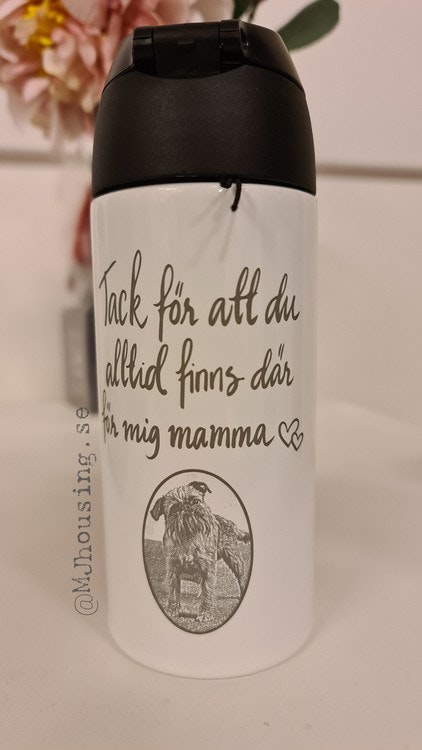 Tack för att du
alltid finns där
för mig mamma
@MJhousing.se